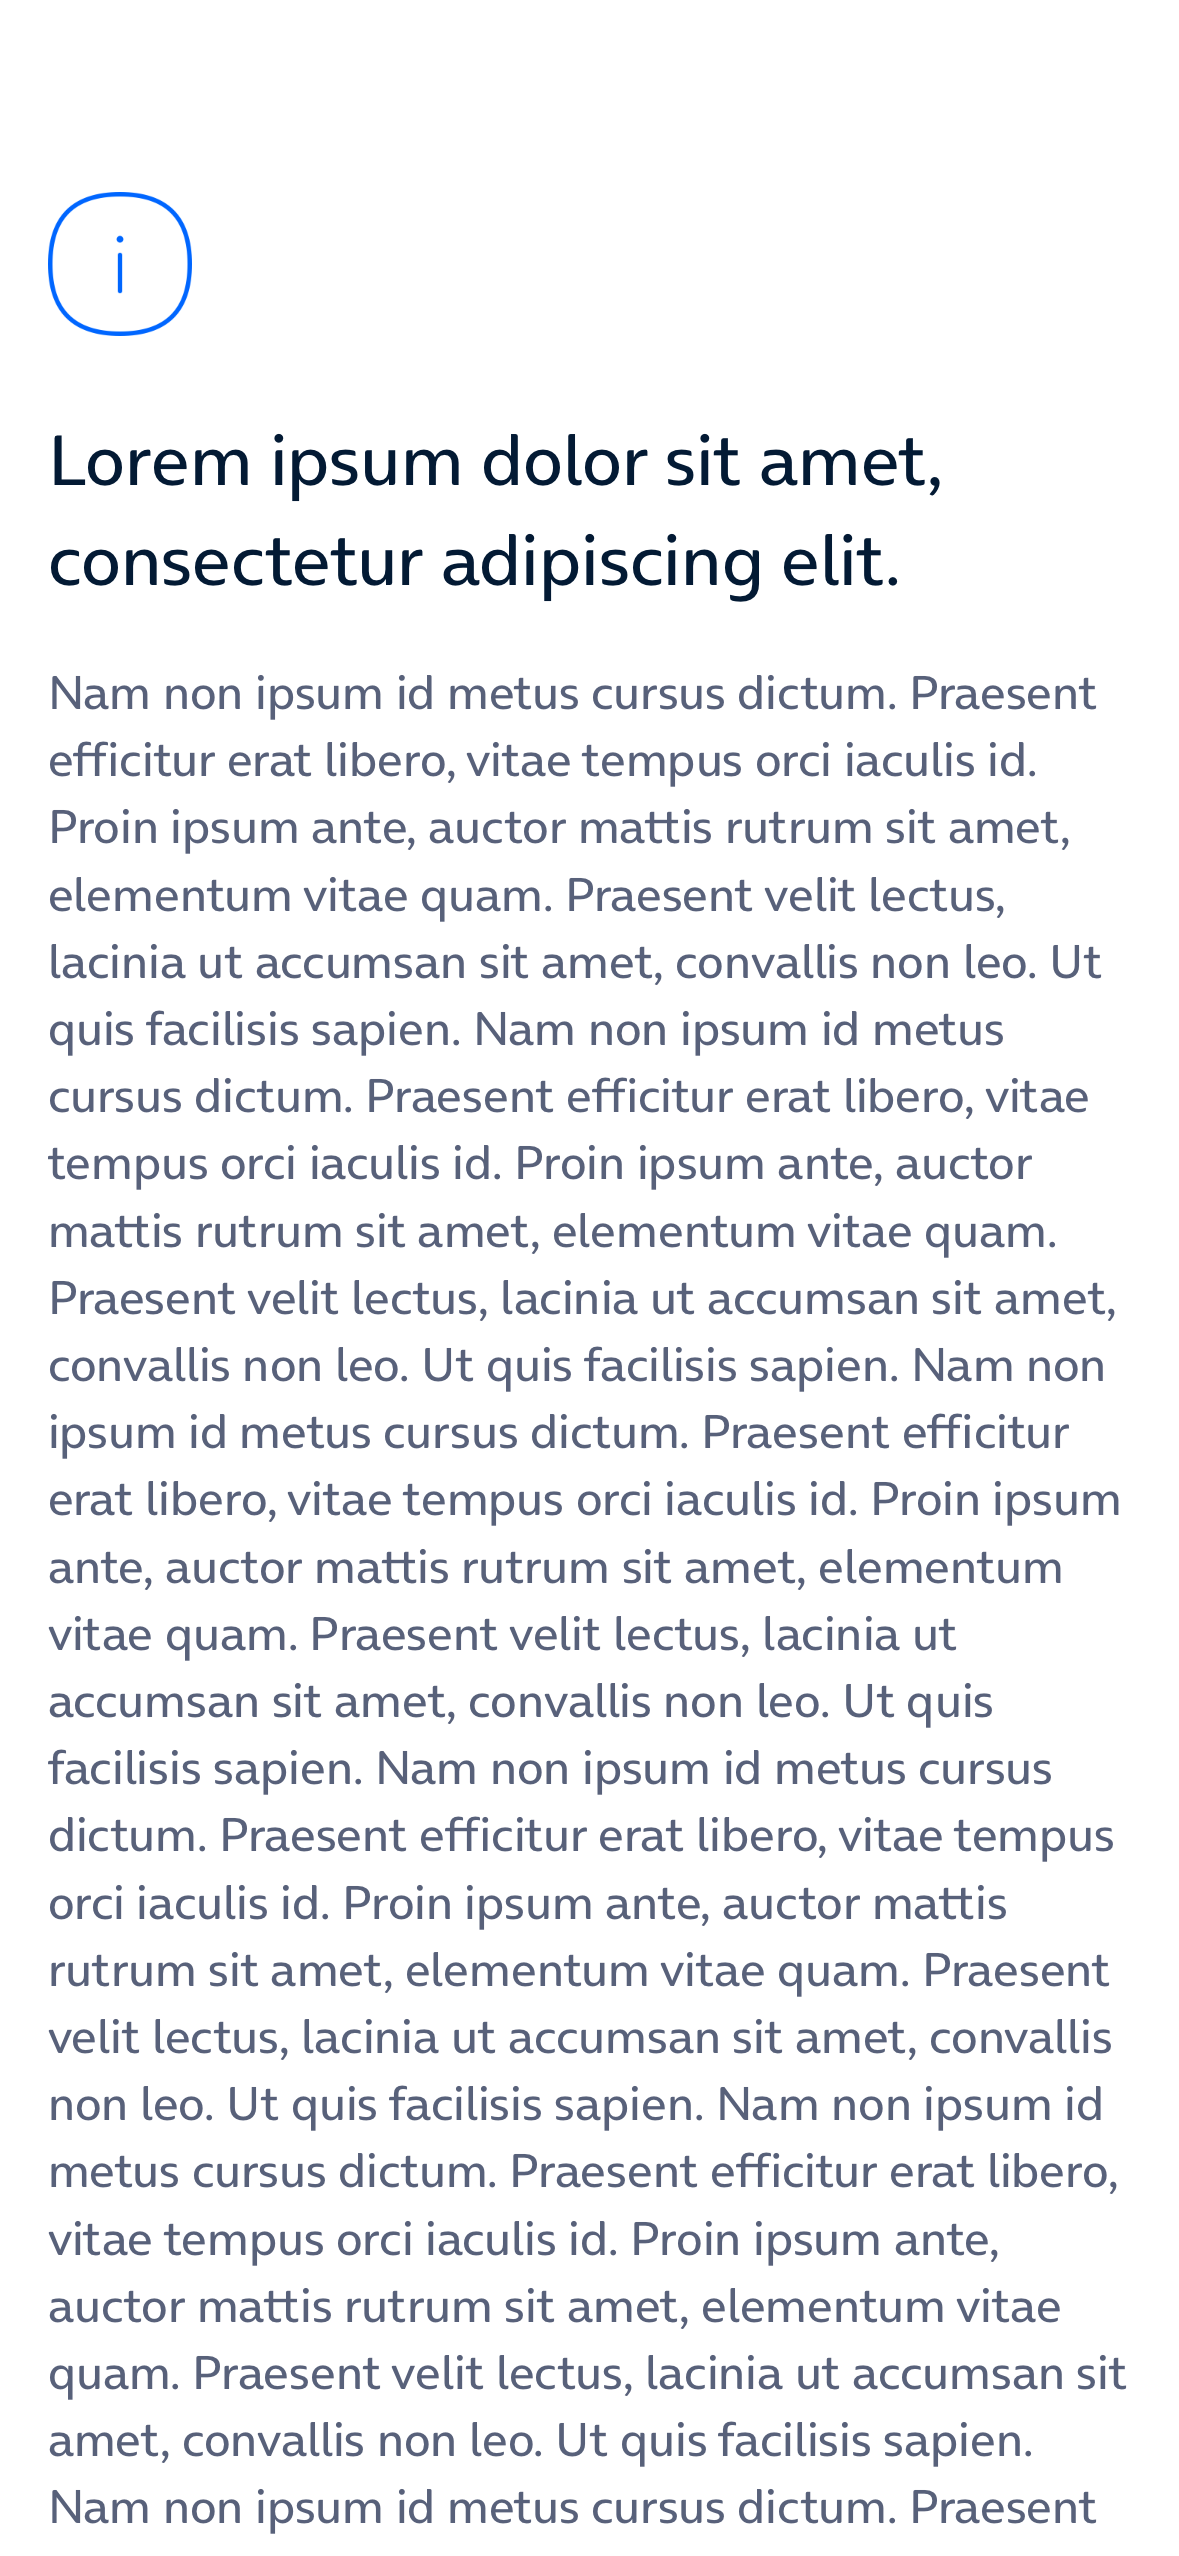 i
Lorem ipsum dolor sit amet,
consectetur adipiscing elit.
Nam non ipsum id metus cursus dictum. Praesent
efficitur erat libero, vitae tempus orci iaculis id.
Proin ipsum ante, auctor mattis rutrum sit amet,
elementum vitae quam. Praesent velit lectus,
lacinia ut accumsan sit amet, convallis non leo. Ut
quis facilisis sapien. Nam non ipsum id metus
cursus dictum. Praesent efficitur erat libero, vitae
tempus orci iaculis id. Proin ipsum ante, auctor
mattis rutrum sit amet, elementum vitae quam.
Praesent velit lectus, lacinia ut accumsan sit amet,
convallis non leo. Ut quis facilisis sapien. Nam non
ipsum id metus cursus dictum. Praesent efficitur
erat libero, vitae tempus orci iaculis id. Proin ipsum
ante, auctor mattis rutrum sit amet, elementum
vitae quam. Praesent velit lectus, lacinia ut
accumsan sit amet, convallis non leo. Ut quis
facilisis sapien. Nam non ipsum id metus cursus
dictum. Praesent efficitur erat libero, vitae tempus
orci iaculis id. Proin ipsum ante, auctor mattis
rutrum sit amet, elementum vitae quam. Praesent
velit lectus, lacinia ut accumsan sit amet, convallis
non leo. Ut quis facilisis sapien. Nam non ipsum id
metus cursus dictum. Praesent efficitur erat libero,
vitae tempus orci iaculis id. Proin ipsum ante,
auctor mattis rutrum sit amet, elementum vitae
quam. Praesent velit lectus, lacinia ut accumsan sit
amet, convallis non leo. Ut quis facilisis sapien.
Nam non ipsum id metus cursus dictum. Praesent